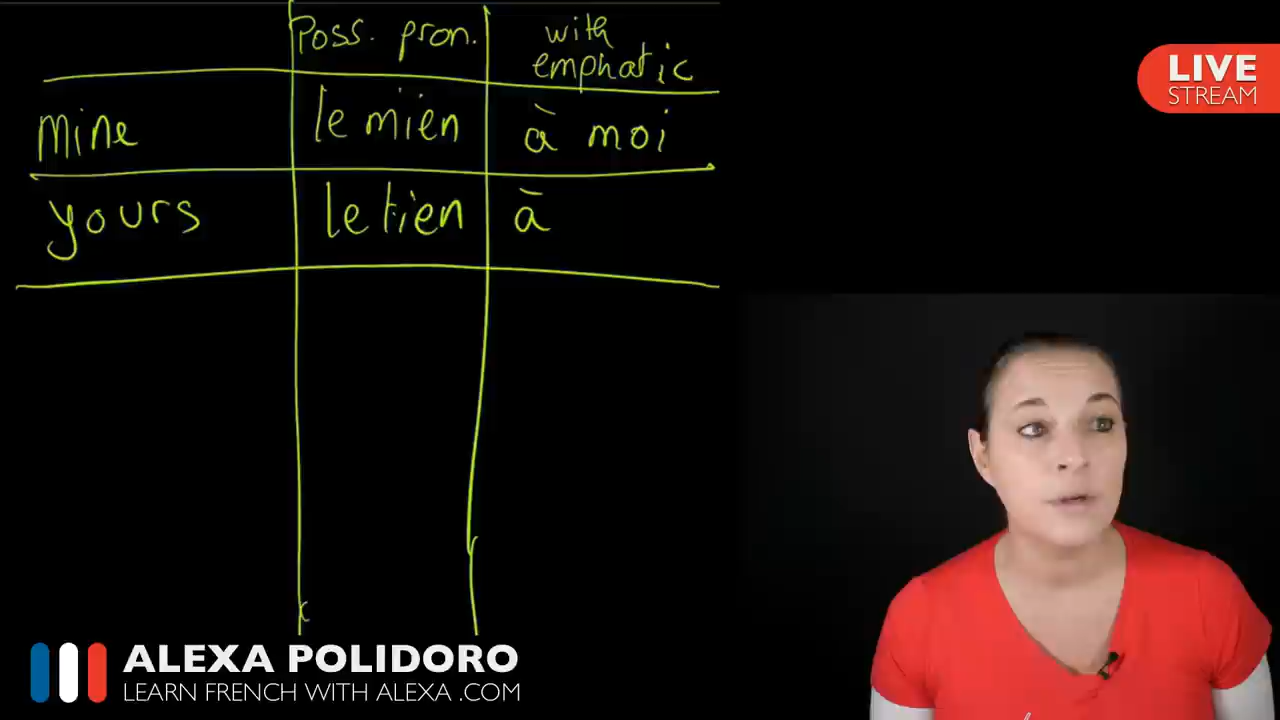 Poss. pron.
with
emphatic
mine
le mien
à moi
yours
le tien
à
LIVE
STREAM
ALEXA POLIDORO
LEARN FRENCH WITH ALEXA .COM